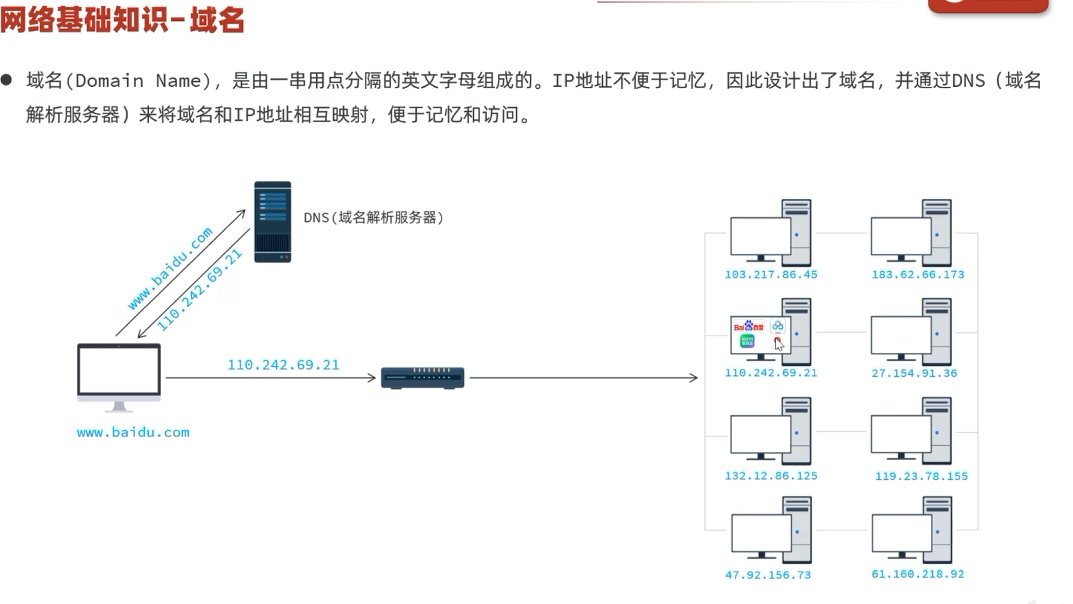 网络基础知识-域名
● 域名(Domain Name)，是由一串用点分隔的英文字母组成的。IP地址不便于记忆，因此设计出了域名，并通过DNS（域名
解析服务器）来将域名和IP地址相互映射，便于记忆和访问。
DNS(域名解析服务器)
www.baidu.com
110.242.69.21
110.242.69.21
www.baidu.com
103.217.86.45
183.62.66.173
Bai百度
110.242.69.21
27.154.91.36
132.12.86.125
119.23.78.155
47.92.156.73
61.160.218.92